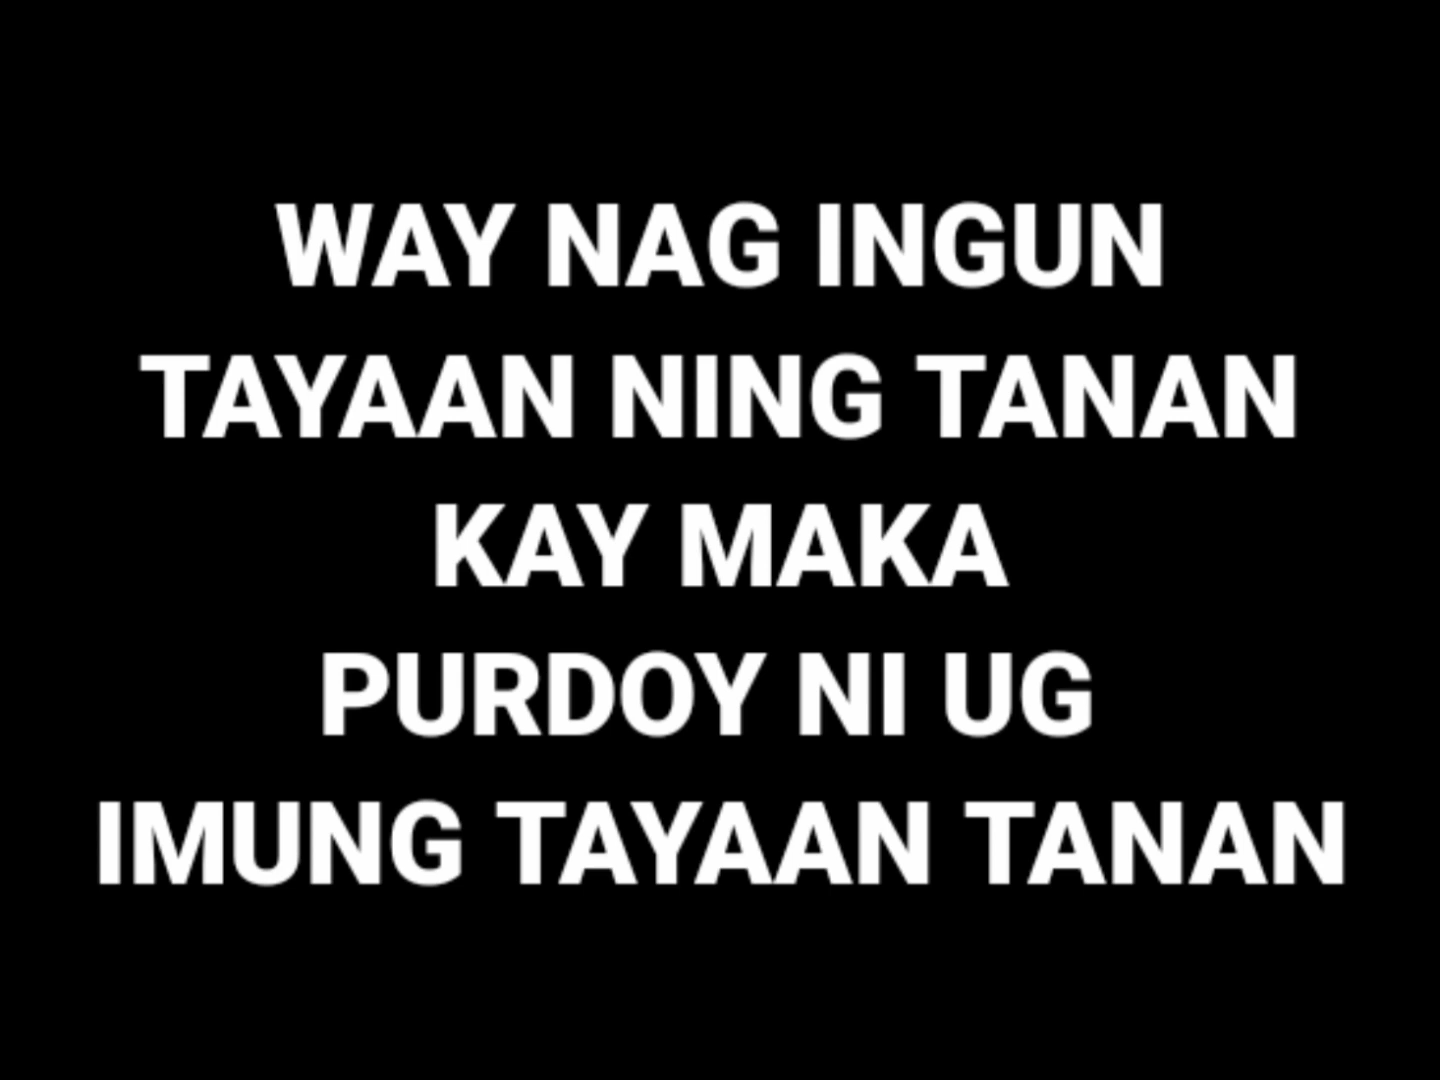 WAY NAG INGUN
TAYAAN NING TANAN
KAY MAKA
PURDOY NI UG
IMUNG TAYAAN TANAN